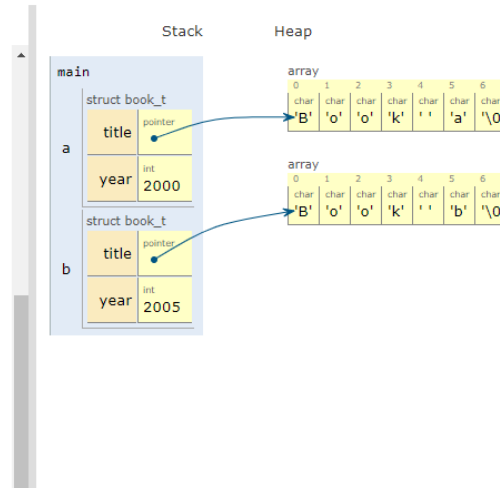 Stack Heap
main
array
0 1 2 3 4 5 6
char char char char char char char
'B' 'o' 'o' 'k' ' ' 'a' '\0
struct book_t
a
title pointer
year int
2000
array
0 1 2 3 4 5 6
char char char char char char char
'B' 'o' 'o' 'k' ' ' 'b' '\0
struct book_t
b
title pointer
year int
2005